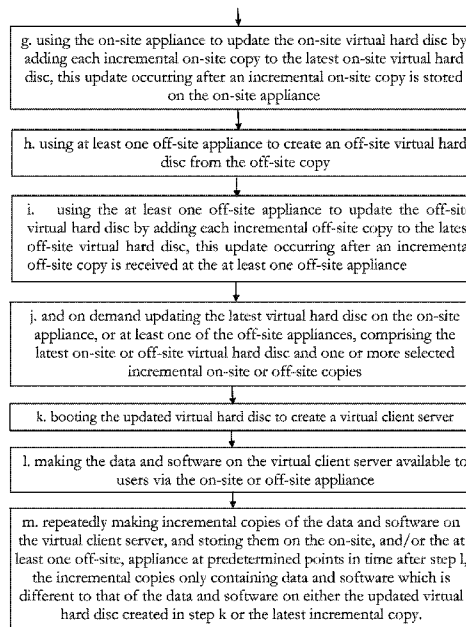 g. using the on-site appliance to update the on-site virtual hard disc by
adding each incremental on-site copy to the latest on-site virtual hard
disc, this update occurring after an incremental on-site copy is stored
on the on-site appliance
h. using at least one off-site appliance to create an off-site virtual hard
disc from the off-site copy
i. using the at least one off-site appliance to update the off-sit
virtual hard disc by adding each incremental off-site copy to the lates
off-site virtual hard disc, this update occurring after an incrementa
off-site copy is received at the at least one off-site appliance
j. and on demand updating the latest virtual hard disc on the on-site
appliance, or at least one of the off-site appliances, comprising the
latest on-site or off-site virtual hard disc and one or more selected
incremental on-site or off-site copies
k. booting the updated virtual hard disc to create a virtual client server
l. making the data and software on the virtual client server available to
users via the on-site or off-site appliance
m. repeatedly making incremental copies of the data and software on
the virtual client server, and storing them on the on-site, and/or the at
least one off-site, appliance at predetermined points in time after step l,
the incremental copies only containing data and software which is
different to that of the data and software on either the updated virtual
hard disc created in step k or the latest incremental copy.